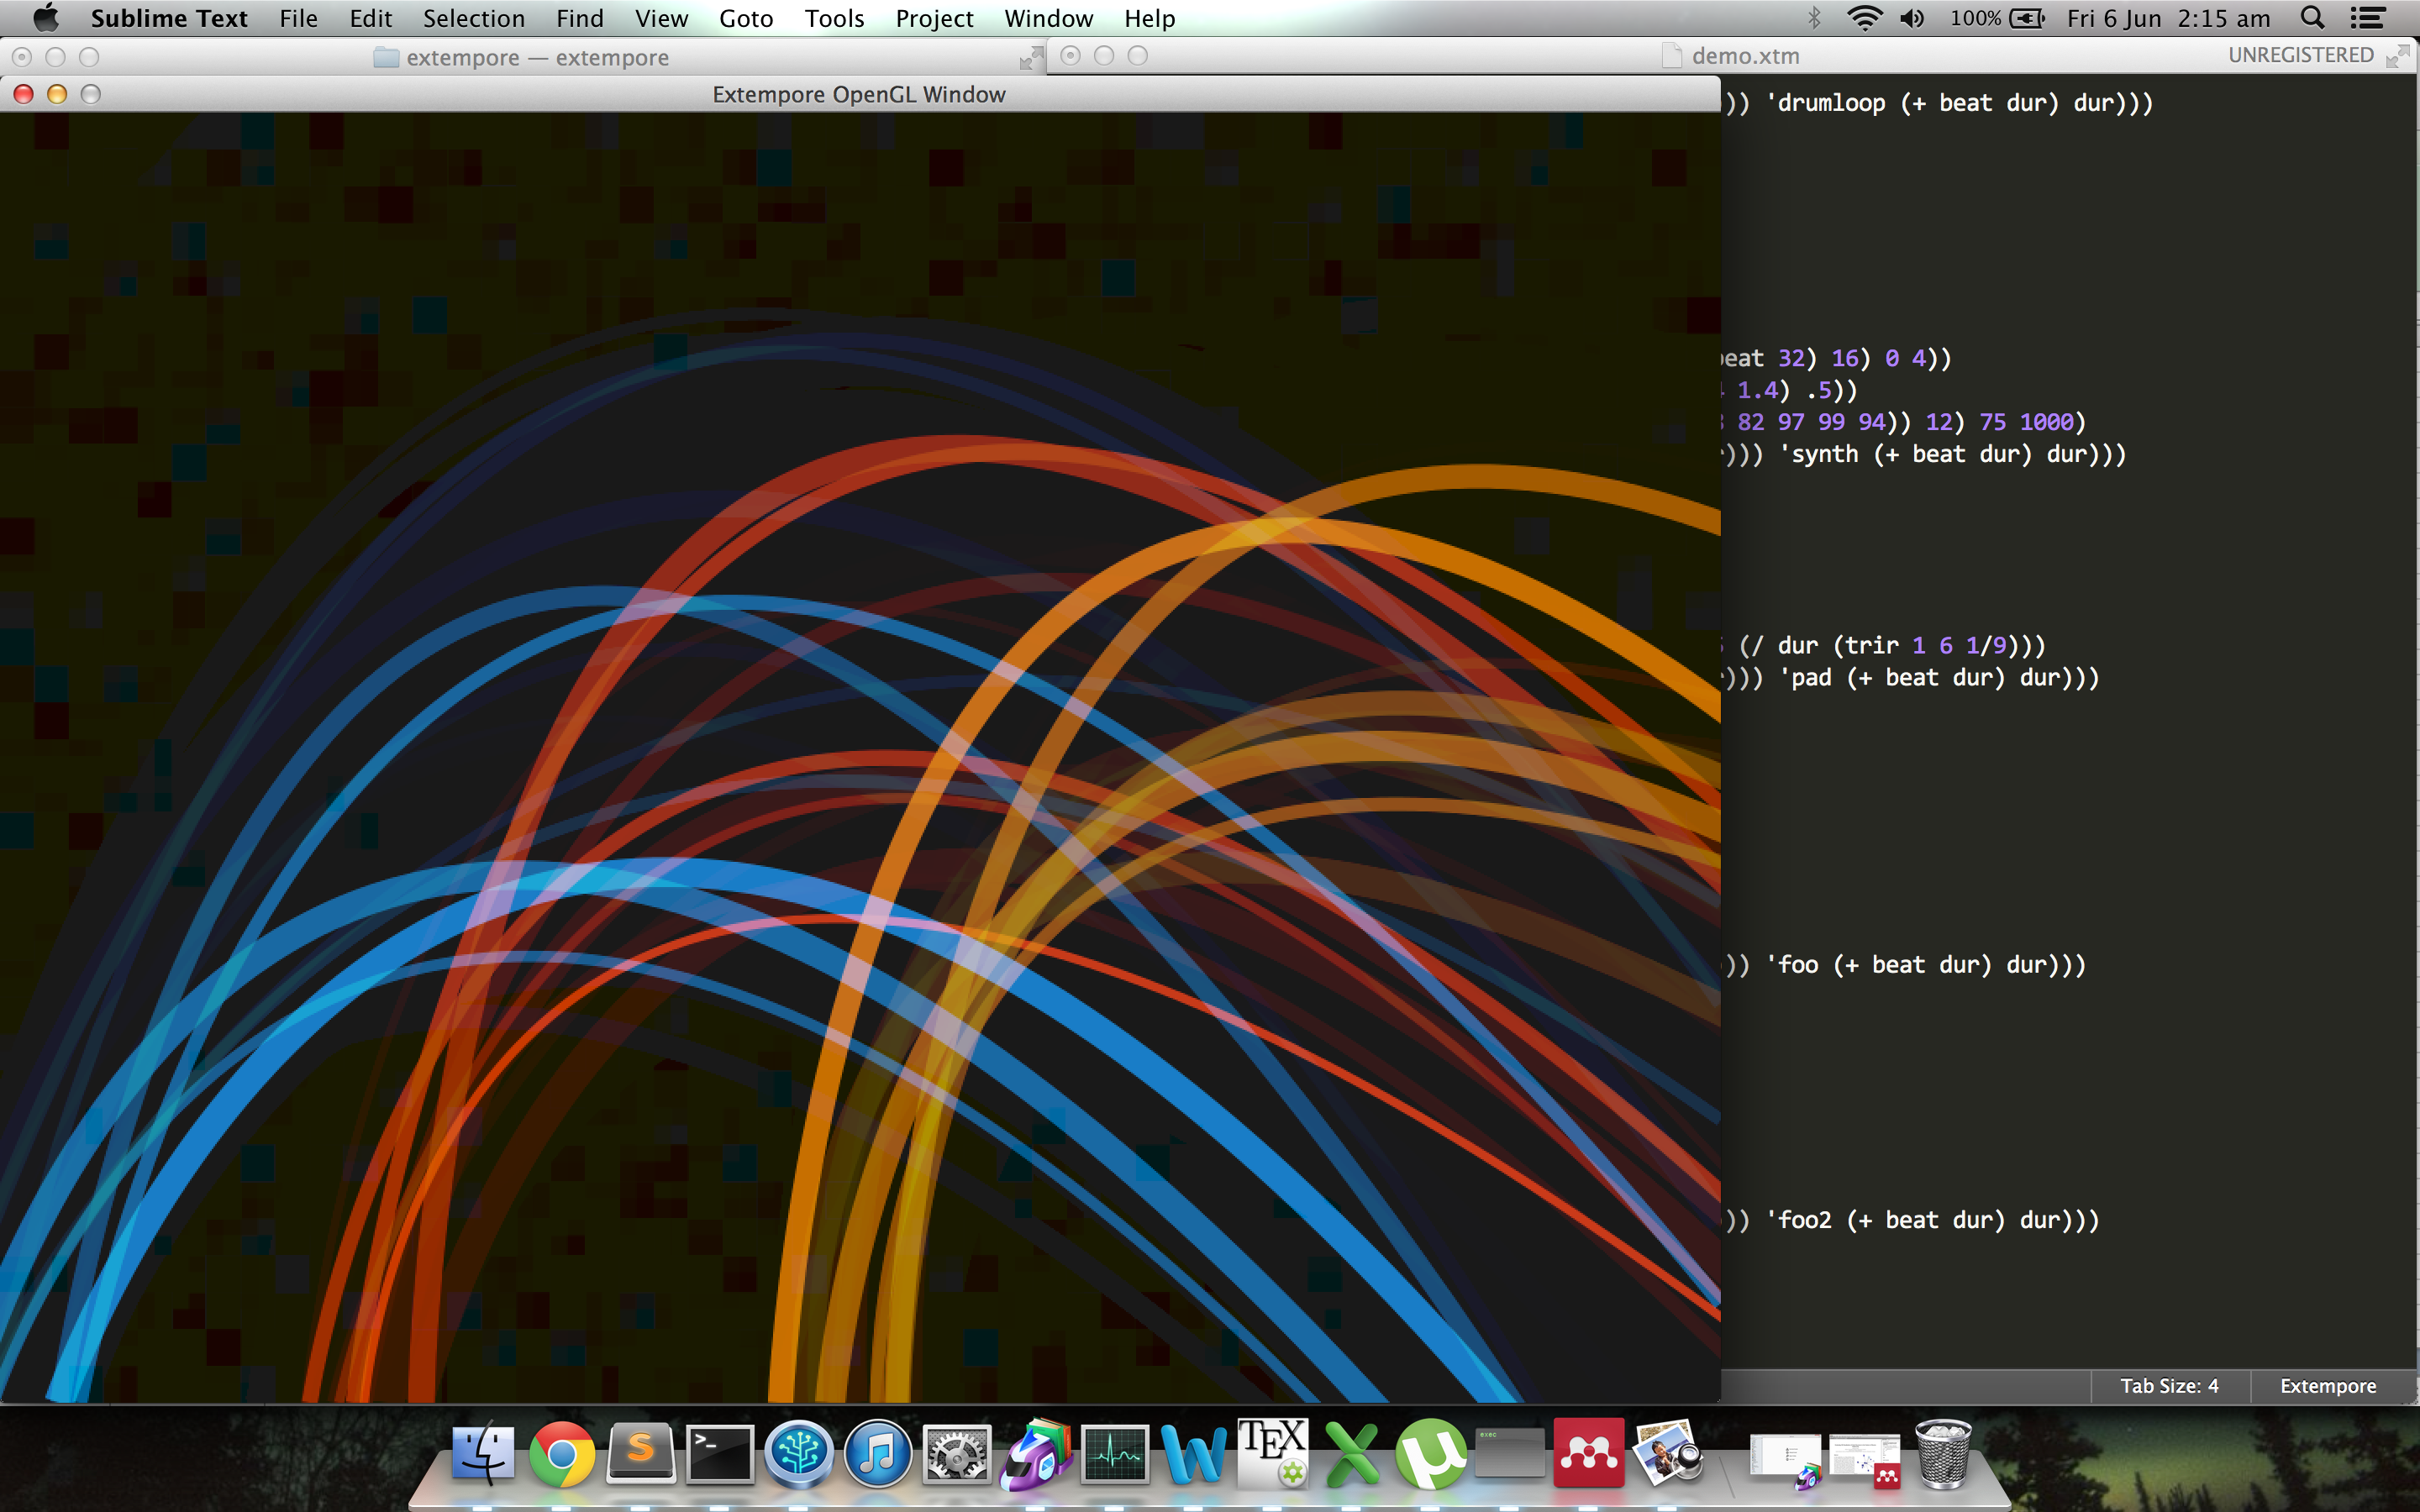 Sublime Text File Edit Selection Find View Goto Tools Project Window Help 100% Fri 6 Jun 2:15 am
extempore — extempore
demo.xtm UNREGISTERED
Extempore OpenGL Window
)) 'drumloop (+ beat dur) dur)))
beat 32) 16) 0 4))
1.4) .5))
82 97 99 94)) 12) 75 1000)
))) 'synth (+ beat dur) dur)))
(/ dur (trir 1 6 1/9)))
))) 'pad (+ beat dur) dur)))
)) 'foo (+ beat dur) dur)))
)) 'foo2 (+ beat dur) dur)))
Tab Size: 4 Extempore
S
>_
W
TEX
X
µ
exec